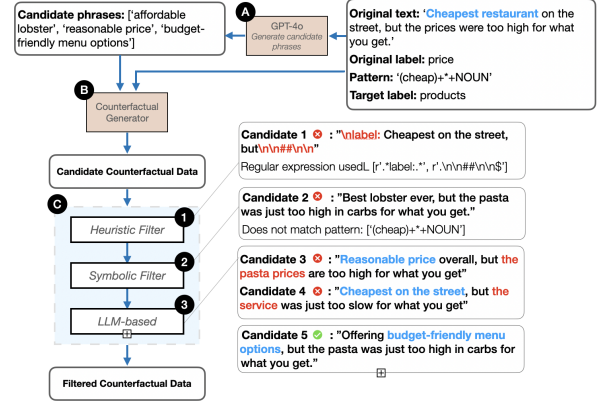 Candidate phrases: ['affordable
lobster', 'reasonable price', 'budget-
friendly menu options']
A
GPT-4o
Generate candidate
phrases
Original text: 'Cheapest restaurant on the
street, but the prices were too high for what
you get.'
Original label: price
Pattern: '(cheap)+*+NOUN'
Target label: products
B
Counterfactual
Generator
Candidate Counterfactual Data
C
1
Heuristic Filter
2
Symbolic Filter
3
LLM-based
Filtered Counterfactual Data
Candidate 1 : "\nlabel: Cheapest on the street,
but\n\n##\n\n"
Regular expression usedL [r'.*label:.*', r'.\n\n##\n\n$']
Candidate 2 : "Best lobster ever, but the pasta
was just too high in carbs for what you get."
Does not match pattern: ['(cheap)+*+NOUN']
Candidate 3 : "Reasonable price overall, but the
pasta prices are too high for what you get"
Candidate 4 : "Cheapest on the street, but the
service was just too slow for what you get"
Candidate 5 : "Offering budget-friendly menu
options, but the pasta was just too high in carbs for
what you get."